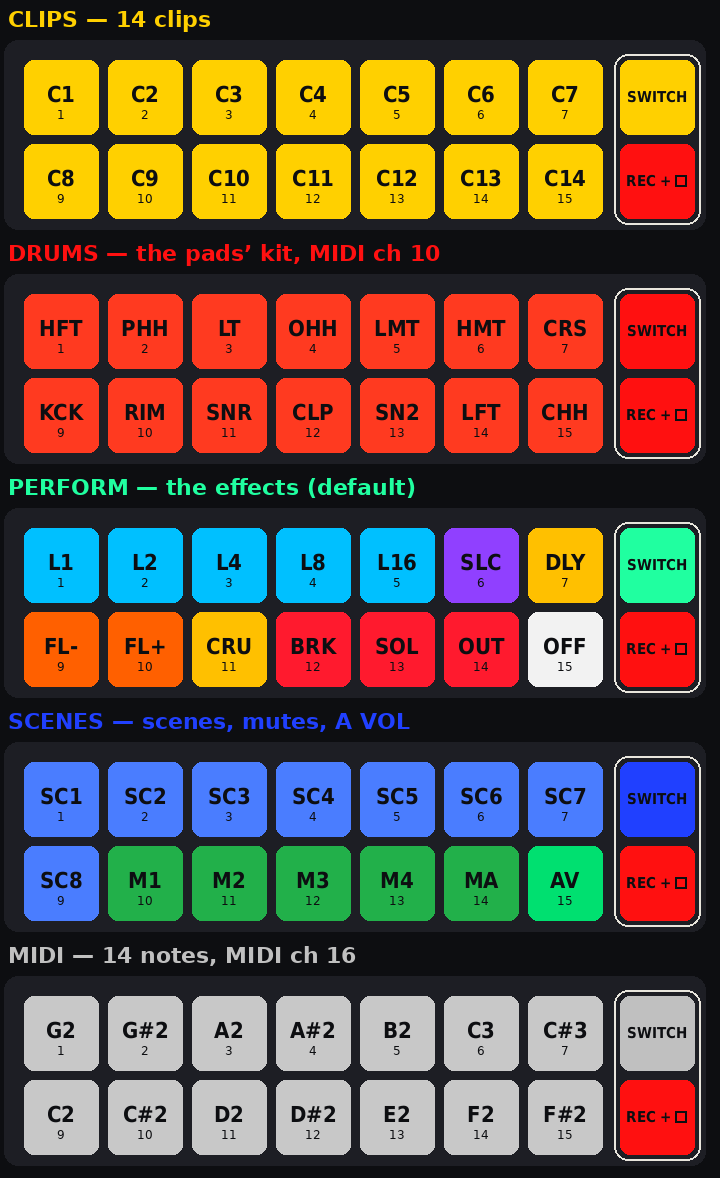 CLIPS — 14 clips
C1 C2 C3 C4 C5 C6 C7 SWITCH
1 2 3 4 5 6 7
C8 C9 C10 C11 C12 C13 C14 REC + □
9 10 11 12 13 14 15
DRUMS — the pads’ kit, MIDI ch 10
HFT PHH LT OHH LMT HMT CRS SWITCH
1 2 3 4 5 6 7
KCK RIM SNR CLP SN2 LFT CHH REC + □
9 10 11 12 13 14 15
PERFORM — the effects (default)
L1 L2 L4 L8 L16 SLC DLY SWITCH
1 2 3 4 5 6 7
FL- FL+ CRU BRK SOL OUT OFF REC + □
9 10 11 12 13 14 15
SCENES — scenes, mutes, A VOL
SC1 SC2 SC3 SC4 SC5 SC6 SC7 SWITCH
1 2 3 4 5 6 7
SC8 M1 M2 M3 M4 MA AV REC + □
9 10 11 12 13 14 15
MIDI — 14 notes, MIDI ch 16
G2 G#2 A2 A#2 B2 C3 C#3 SWITCH
1 2 3 4 5 6 7
C2 C#2 D2 D#2 E2 F2 F#2 REC + □
9 10 11 12 13 14 15